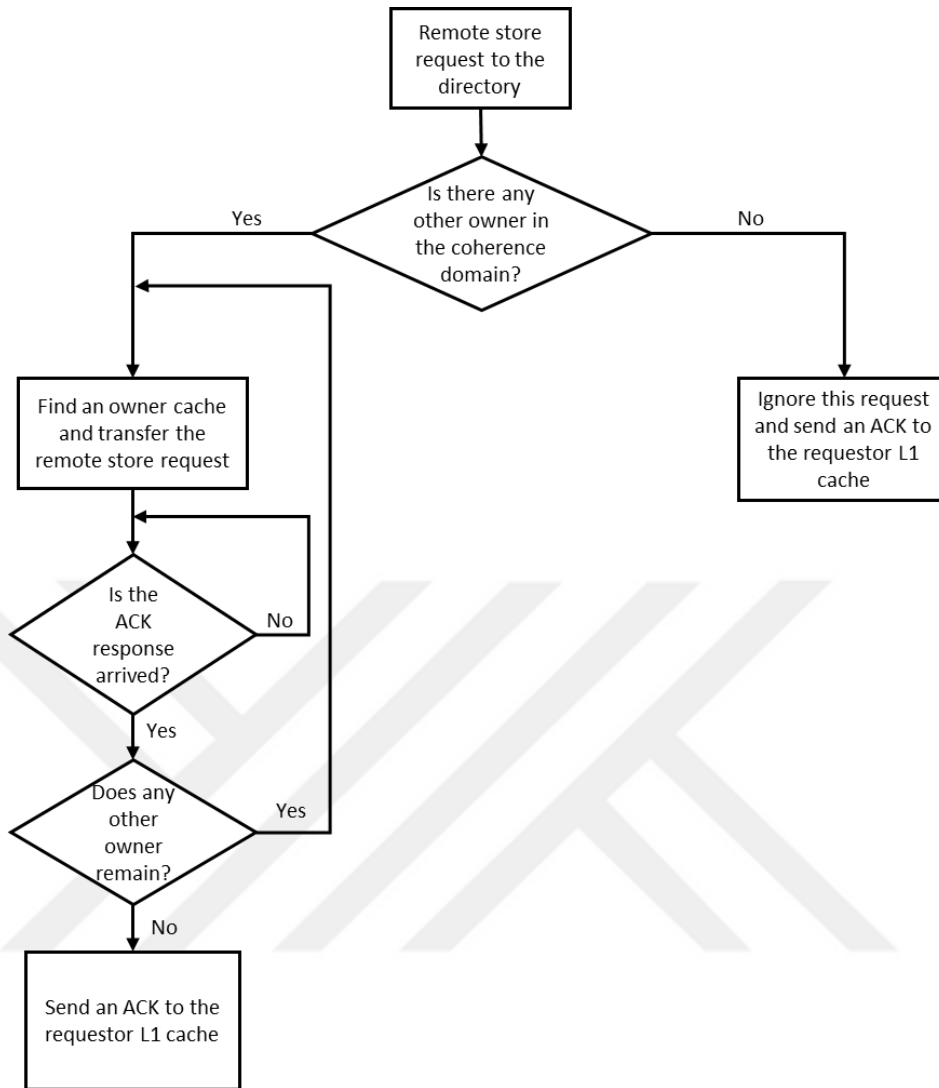 Remote store
request to the
directory
Is there any
other owner in
the coherence
domain?
Yes
No
Find an owner cache
and transfer the
remote store request
Ignore this request
and send an ACK to
the requestor L1
cache
Is the
ACK
response
arrived?
No
Yes
Does any
other
owner
remain?
Yes
No
Send an ACK to the
requestor L1 cache